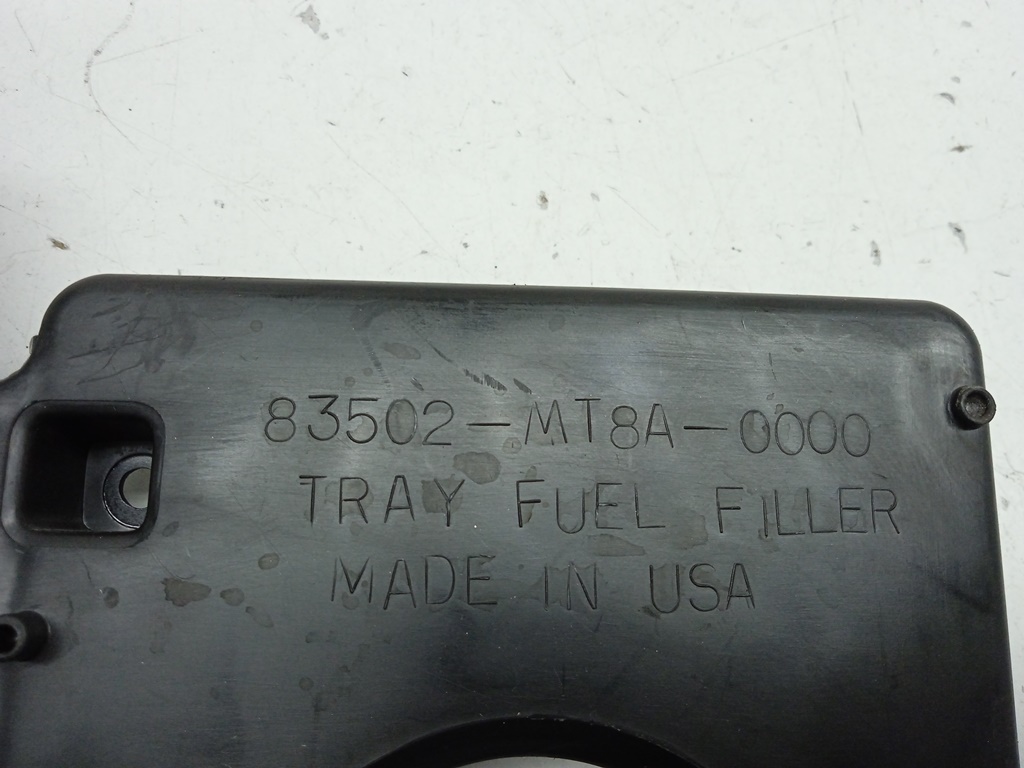 83502-MT8A-0000
TRAY FUEL FILLER
MADE IN USA